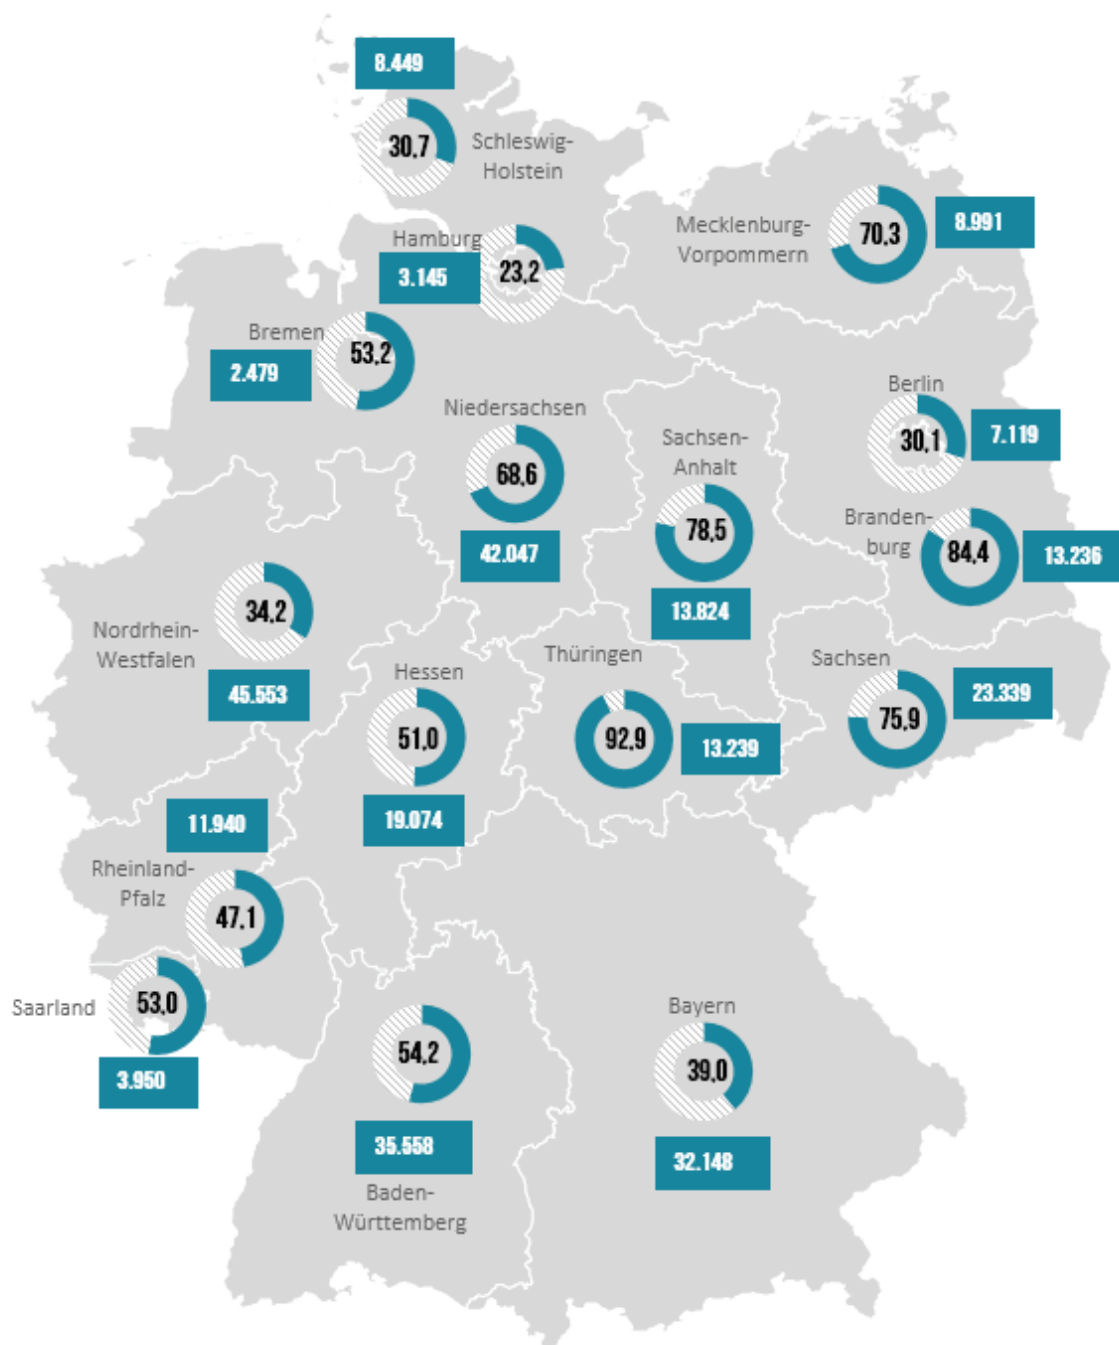 8.449
30,7
Schleswig-
Holstein
Mecklenburg-
Vorpommern
70,3
8.991
Hamburg
3.145
23,2
Bremen
2.479
53,2
Niedersachsen
68,6
42.047
Sachsen-
Anhalt
78,5
13.824
Berlin
30,1
7.119
Branden-
burg
84,4
13.236
Nordrhein-
Westfalen
34,2
45.553
Hessen
51,0
19.074
Thüringen
92,9
13.239
Sachsen
75,9
23.339
11.940
Rheinland-
Pfalz
47,1
Saarland
53,0
3.950
54,2
35.558
Baden-
Württemberg
Bayern
39,0
32.148